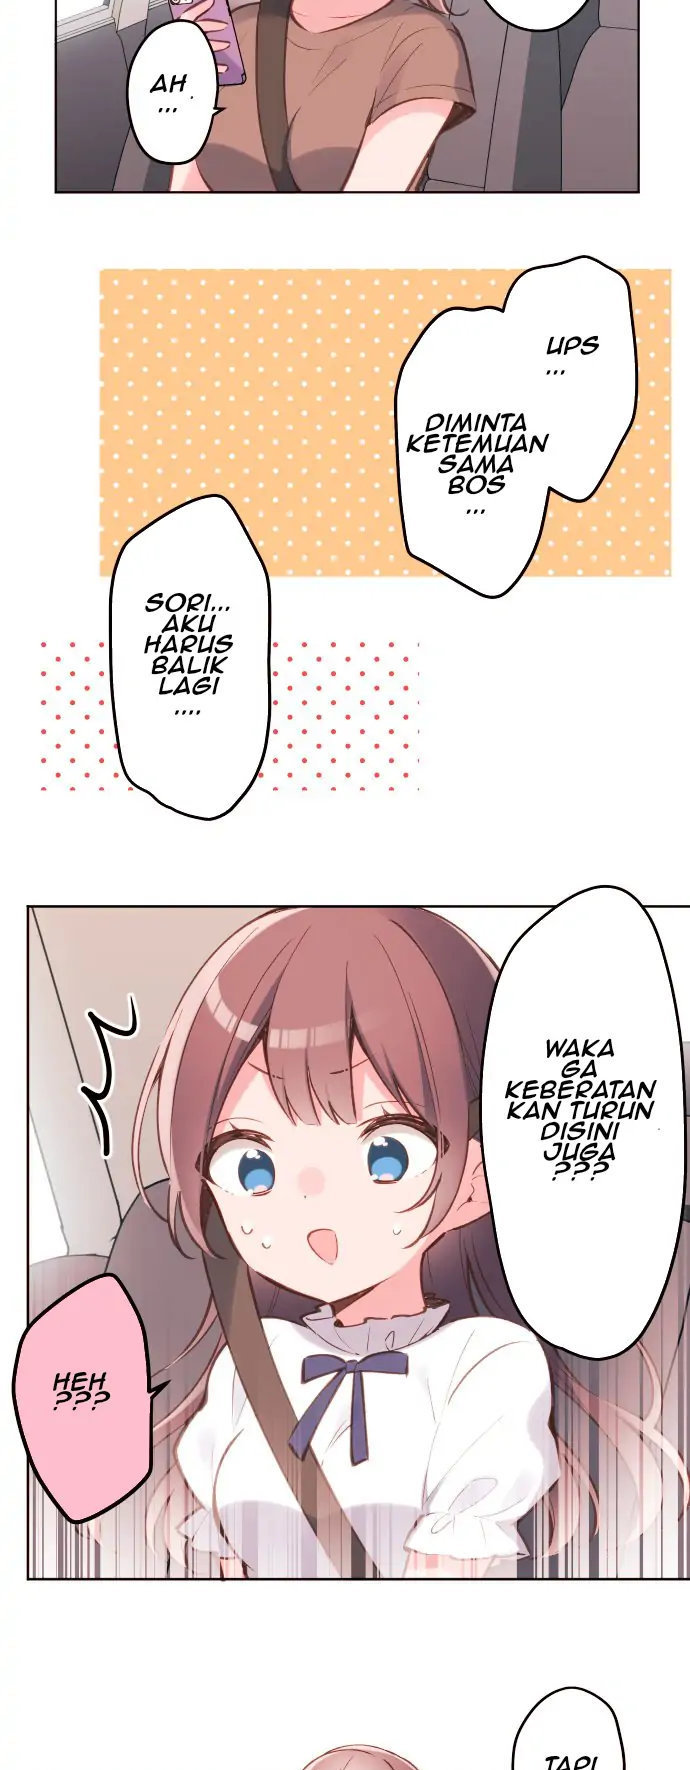 AH
...
UPS
...
DIMINTA
KETEMUAN
SAMA
BOS
...
SORI...
AKU
HARUS
BALIK
LAGI
....
WAKA
GA
KEBERATAN
KAN TURUN
DISINI
JUGA
???
HEH
???
TAPI